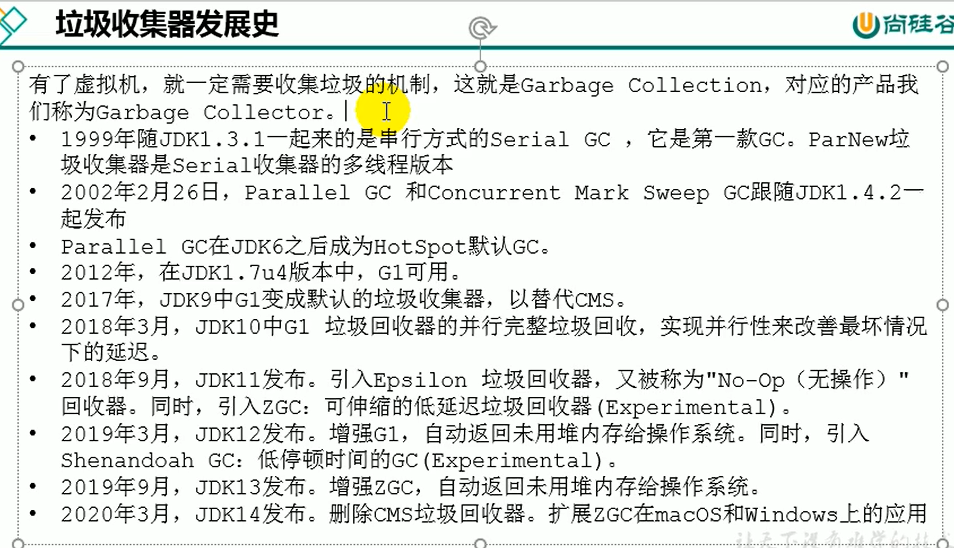 垃圾收集器发展史
尚硅谷
有了虚拟机，就一定需要收集垃圾的机制，这就是Garbage Collection，对应的产品我
们称为Garbage Collector。
• 1999年随JDK1.3.1一起来的是串行方式的Serial GC ，它是第一款GC。ParNew垃
圾收集器是Serial收集器的多线程版本
• 2002年2月26日，Parallel GC 和Concurrent Mark Sweep GC跟随JDK1.4.2一
起发布
• Parallel GC在JDK6之后成为HotSpot默认GC。
• 2012年，在JDK1.7u4版本中，G1可用。
• 2017年，JDK9中G1变成默认的垃圾收集器，以替代CMS。
• 2018年3月，JDK10中G1 垃圾回收器的并行完整垃圾回收，实现并行性来改善最坏情况
下的延迟。
• 2018年9月，JDK11发布。引入Epsilon 垃圾回收器，又被称为"No-Op（无操作）"
回收器。同时，引入ZGC：可伸缩的低延迟垃圾回收器(Experimental)。
• 2019年3月，JDK12发布。增强G1，自动返回未用堆内存给操作系统。同时，引入
Shenandoah GC：低停顿时间的GC(Experimental)。
• 2019年9月，JDK13发布。增强ZGC，自动返回未用堆内存给操作系统。
• 2020年3月，JDK14发布。删除CMS垃圾回收器。扩展ZGC在macOS和Windows上的应用